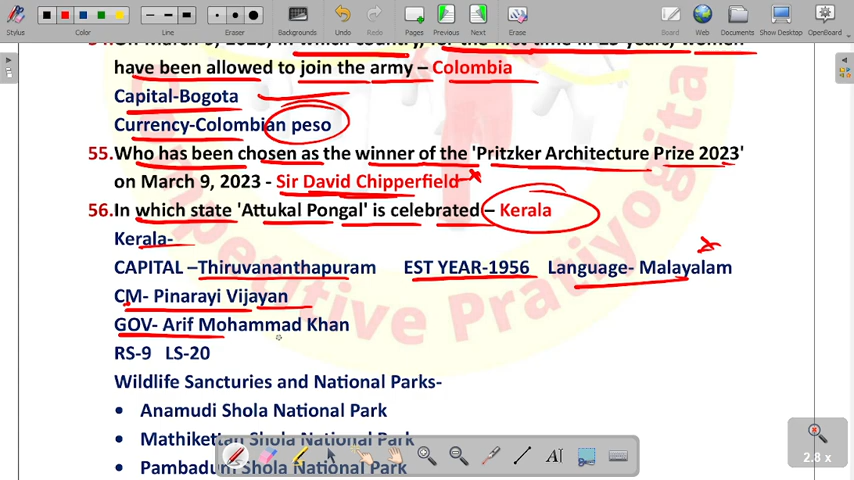 Stylus
Color
Line
Eraser
Backgrounds
Undo
Redo
Pages
Previous
Next
Erase
Board
Web
Documents
Show Desktop
OpenBoard
have been allowed to join the army – Colombia
Capital-Bogota
Currency-Colombian peso
55.Who has been chosen as the winner of the 'Pritzker Architecture Prize 2023'
on March 9, 2023 - Sir David Chipperfield
56.In which state 'Attukal Pongal' is celebrated – Kerala
Kerala-
CAPITAL –Thiruvananthapuram EST YEAR-1956 Language- Malayalam
CM- Pinarayi Vijayan
GOV- Arif Mohammad Khan
RS-9 LS-20
Wildlife Sancturies and National Parks-
• Anamudi Shola National Park
• Mathikettan Shola National Park
• Pambadum Shola National Park
2.8 x